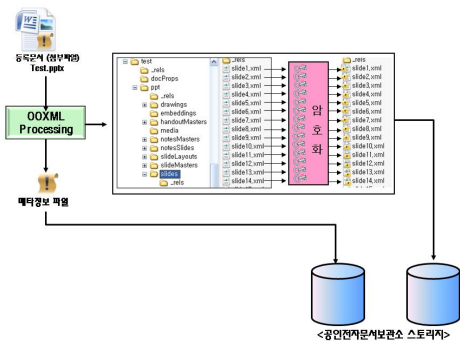 등록문서 (첨부파일)
Test.pptx
OOXML
Processing
메타정보 파일
test
_rels
docProps
ppt
_rels
drawings
embeddings
handoutMasters
media
notesMasters
notesSlides
slideLayouts
slideMasters
slides
_rels
_rels
slide1,xml
slide2,xml
slide3,xml
slide4,xml
slide5,xml
slide6,xml
slide7,xml
slide8,xml
slide9,xml
slide10,xml
slide11,xml
slide12,xml
slide13,xml
slide14,xml
암
호
화
_rels
slide1,xml
slide2,xml
slide3,xml
slide4,xml
slide5,xml
slide6,xml
slide7,xml
slide8,xml
slide9,xml
slide10,xml
slide11,xml
slide12,xml
slide13,xml
slide14,xml
<공인전자문서보관소 스토리지>